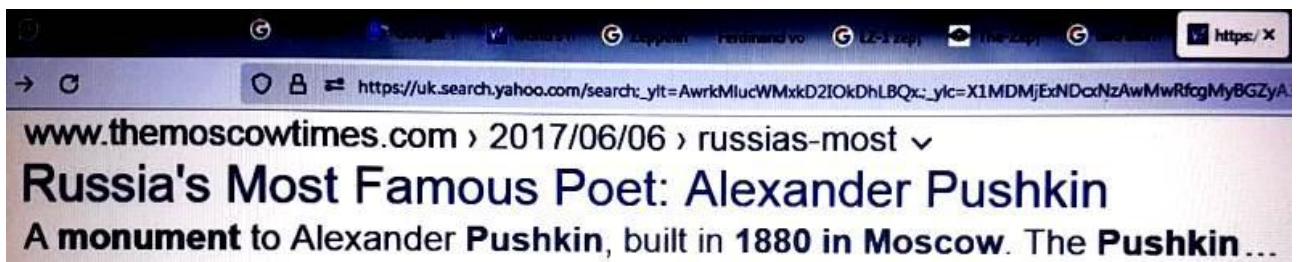 https:/
https://uk.search.yahoo.com/search;_ylt=AwrkMlucWMxkD2IOkDhLBQx.;_ylc=X1MDMjExNDcxNzAwMwRfcgMyBGZyA
www.themoscowtimes.com › 2017/06/06 › russias-most
Russia's Most Famous Poet: Alexander Pushkin
A monument to Alexander Pushkin, built in 1880 in Moscow. The Pushkin...